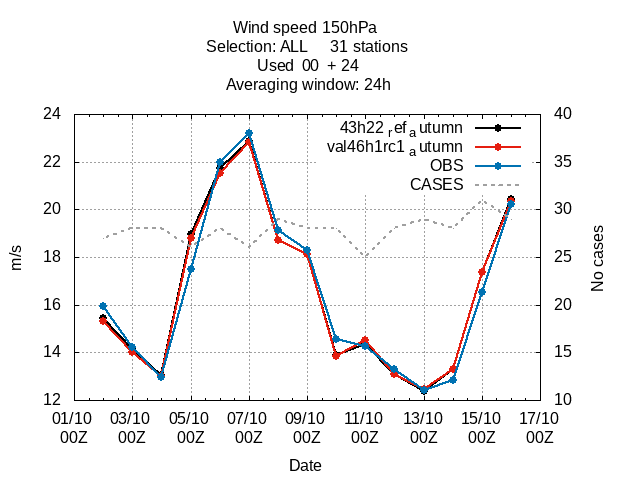 Wind speed 150hPa
Selection: ALL 31 stations
Used 00 + 24
Averaging window: 24h
24 40
43h22 ref autumn
val46h1rc1 autumn
22 OBS 35
CASES
20 30
18 25
m/s No cases
16 20
14 15
12 10
01/10 03/10 05/10 07/10 09/10 11/10 13/10 15/10 17/10
00Z 00Z 00Z 00Z 00Z 00Z 00Z 00Z 00Z
Date